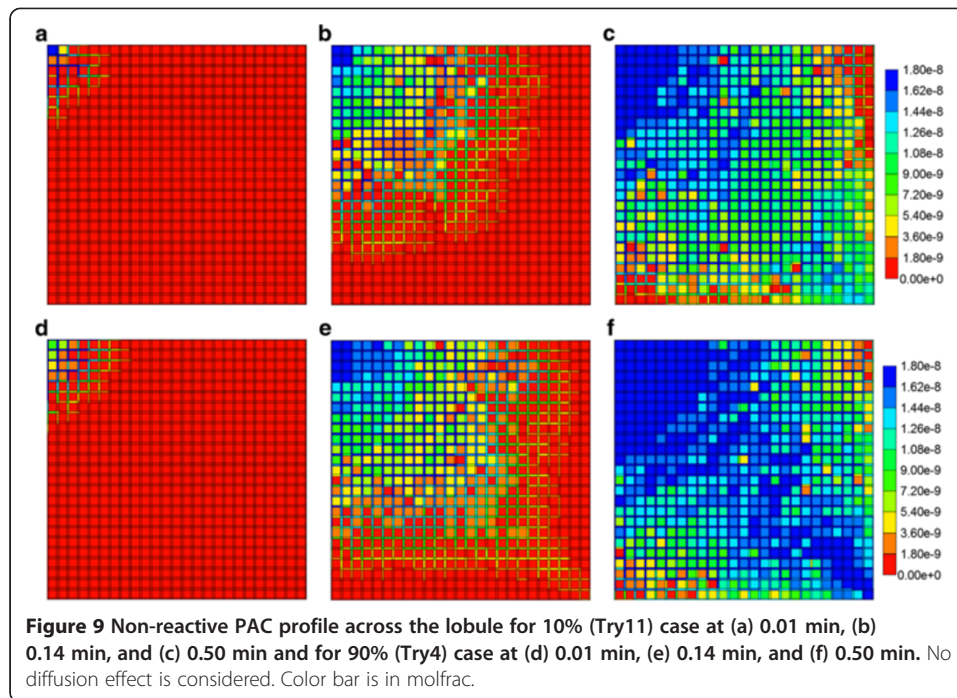 a
b
c
1.80e-8
1.62e-8
1.44e-8
1.26e-8
1.08e-8
9.00e-9
7.20e-9
5.40e-9
3.60e-9
1.80e-9
0.00e+0
d
e
f
1.80e-8
1.62e-8
1.44e-8
1.26e-8
1.08e-8
9.00e-9
7.20e-9
5.40e-9
3.60e-9
1.80e-9
0.00e+0
Figure 9 Non-reactive PAC profile across the lobule for 10% (Try11) case at (a) 0.01 min, (b)
0.14 min, and (c) 0.50 min and for 90% (Try4) case at (d) 0.01 min, (e) 0.14 min, and (f) 0.50 min. No
diffusion effect is considered. Color bar is in molfrac.